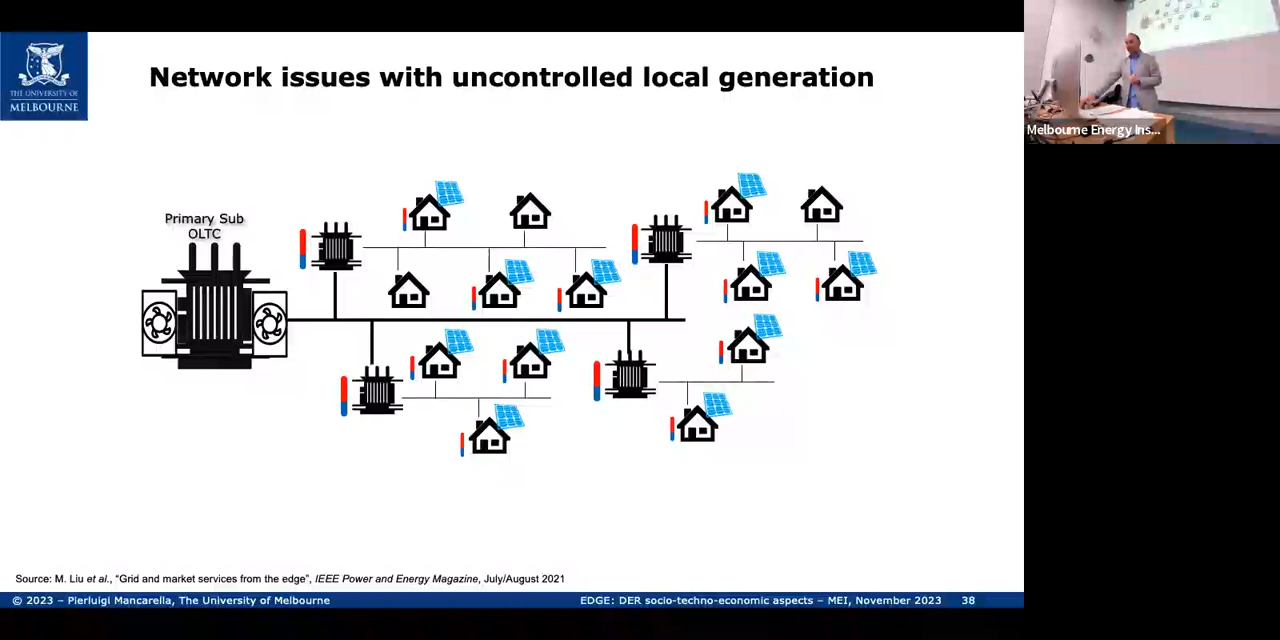 THE UNIVERSITY OF
MELBOURNE
Network issues with uncontrolled local generation
Melbourne Energy Ins...
Primary Sub
OLTC
Source: M. Liu et al., “Grid and market services from the edge”, IEEE Power and Energy Magazine, July/August 2021
© 2023 – Pierluigi Mancarella, The University of Melbourne
EDGE: DER socio-techno-economic aspects – MEI, November 2023 38